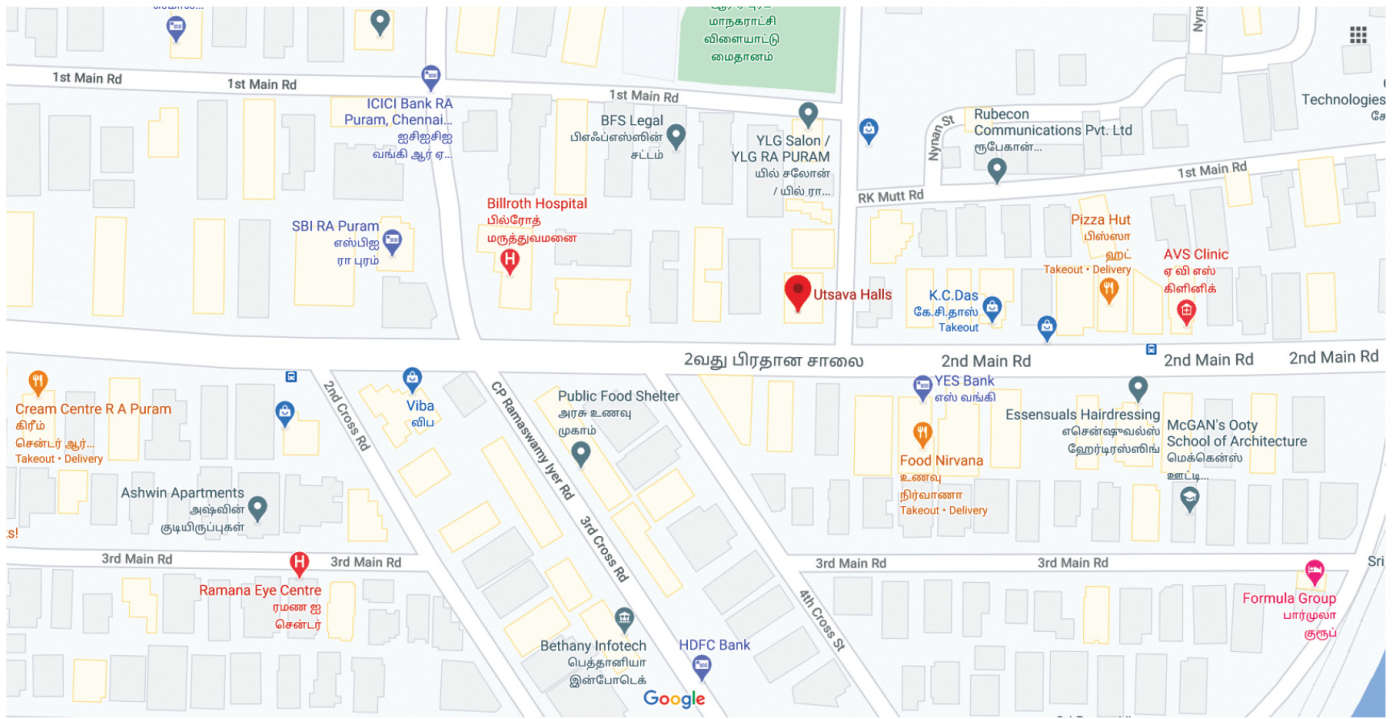 ஆர் ஏ புரம்
மாநகராட்சி
விளையாட்டு
மைதானம்
1st Main Rd
1st Main Rd
1st Main Rd
ICICI Bank RA
Puram, Chennai...
ஐசிஐசிஐ
வங்கி ஆர் ஏ...
BFS Legal
பிஎஃப்எஸ்ஸின்
சட்டம்
YLG Salon /
YLG RA PURAM
யில் சலோன்
/ யில் ரா...
Nynan St
Rubecon
Communications Pvt. Ltd
ரூபேகான்...
Technologies
RK Mutt Rd
1st Main Rd
SBI RA Puram
எஸ்பிஐ
ரா புரம்
Billroth Hospital
பில்ரோத்
மருத்துவமனை
Utsava Halls
K.C.Das
கே.சி.தாஸ்
Takeout
Pizza Hut
பிஸ்ஸா
ஹட்
Takeout • Delivery
AVS Clinic
ஏ வி எஸ்
கிளினிக்
2வது பிரதான சாலை
2nd Main Rd
2nd Main Rd
2nd Main Rd
Cream Centre R A Puram
கிரீம்
சென்டர் ஆர்...
Takeout • Delivery
2nd Cross Rd
Viba
விப
CP Ramaswamy Iyer Rd
Public Food Shelter
அரசு உணவு
முகாம்
YES Bank
எஸ் வங்கி
Food Nirvana
உணவு
நிர்வாணா
Takeout • Delivery
Essensuals Hairdressing
எசென்ஷுவல்ஸ்
ஹேர்டிரஸ்ஸிங்
McGAN's Ooty
School of Architecture
மெக்கென்ஸ்
ஊட்டி...
Ashwin Apartments
அஷ்வின்
குடியிருப்புகள்
ks!
3rd Main Rd
3rd Main Rd
Ramana Eye Centre
ரமண ஐ
சென்டர்
3rd Cross Rd
3rd Main Rd
3rd Main Rd
4th Cross St
Sri
Formula Group
பார்முலா
குரூப்
Bethany Infotech
பெத்தானியா
இன்போடெக்
HDFC Bank
Google